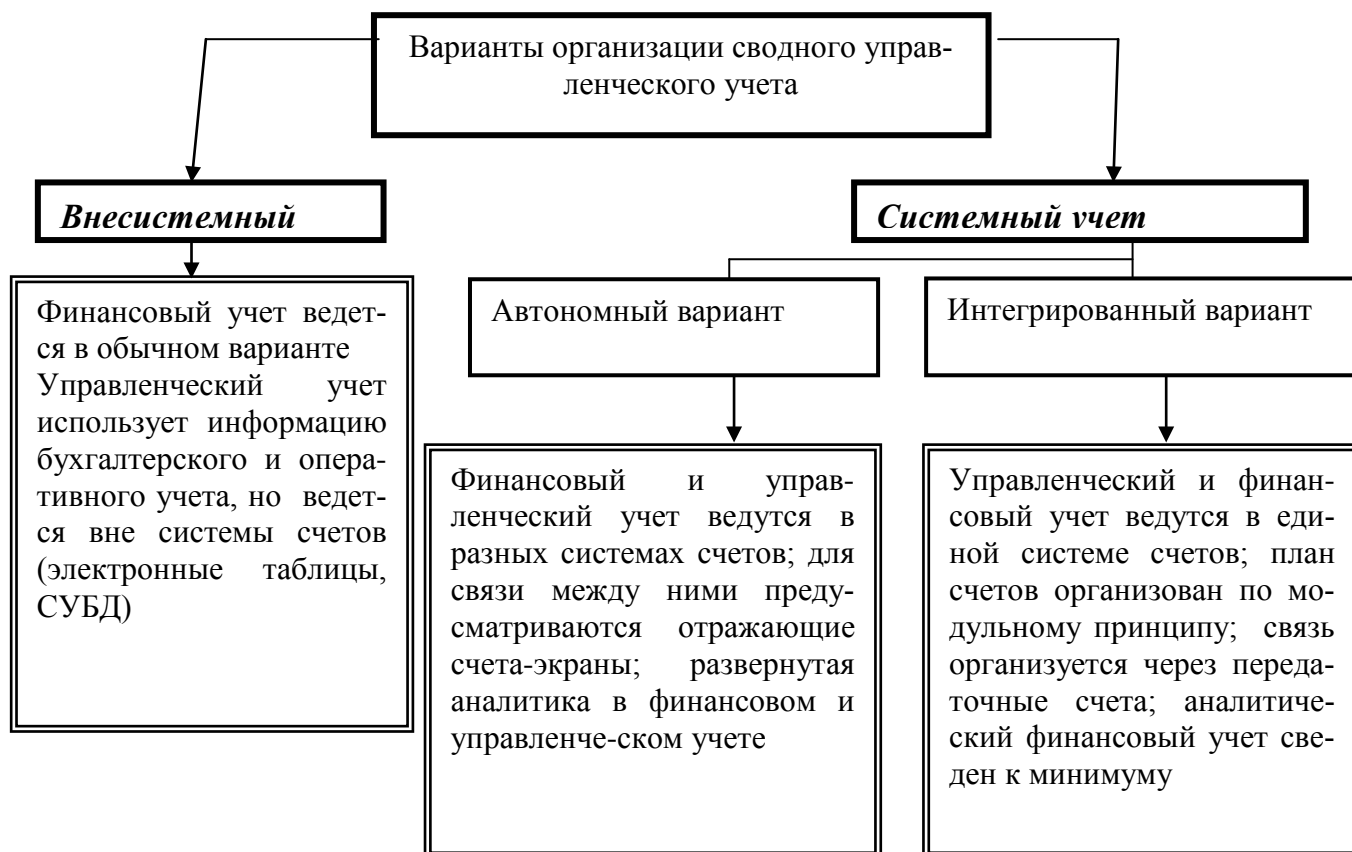 Варианты организации сводного управ-
ленческого учета
Внесистемный
Системный учет
Финансовый учет ведет-
ся в обычном варианте
Управленческий учет
использует информацию
бухгалтерского и опера-
тивного учета, но ведет-
ся вне системы счетов
(электронные таблицы,
СУБД)
Автономный вариант
Интегрированный вариант
Финансовый и управ-
ленческий учет ведутся в
разных системах счетов; для
связи между ними преду-
сматриваются отражающие
счета-экраны; развернутая
аналитика в финансовом и
управленче-ском учете
Управленческий и финан-
совый учет ведутся в еди-
ной системе счетов; план
счетов организован по мо-
дульному принципу; связь
организуется через переда-
точные счета; аналитиче-
ский финансовый учет све-
ден к минимуму